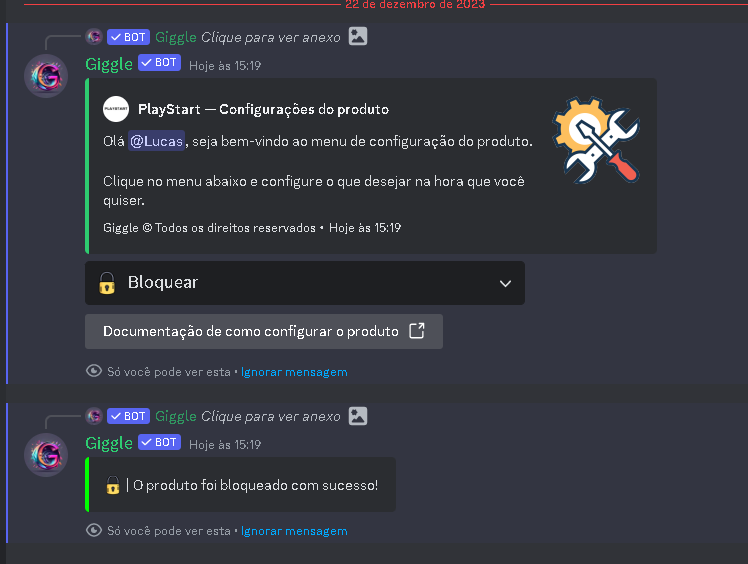 22 de dezembro de 2023
BOT Giggle Clique para ver anexo
Giggle BOT Hoje às 15:19
PLAYSTART
PlayStart — Configurações do produto
Olá @Lucas, seja bem-vindo ao menu de configuração do produto.
Clique no menu abaixo e configure o que desejar na hora que você
quiser.
Giggle © Todos os direitos reservados • Hoje às 15:19
Bloquear
Documentação de como configurar o produto
Só você pode ver esta • Ignorar mensagem
BOT Giggle Clique para ver anexo
Giggle BOT Hoje às 15:19
| O produto foi bloqueado com sucesso!
Só você pode ver esta • Ignorar mensagem